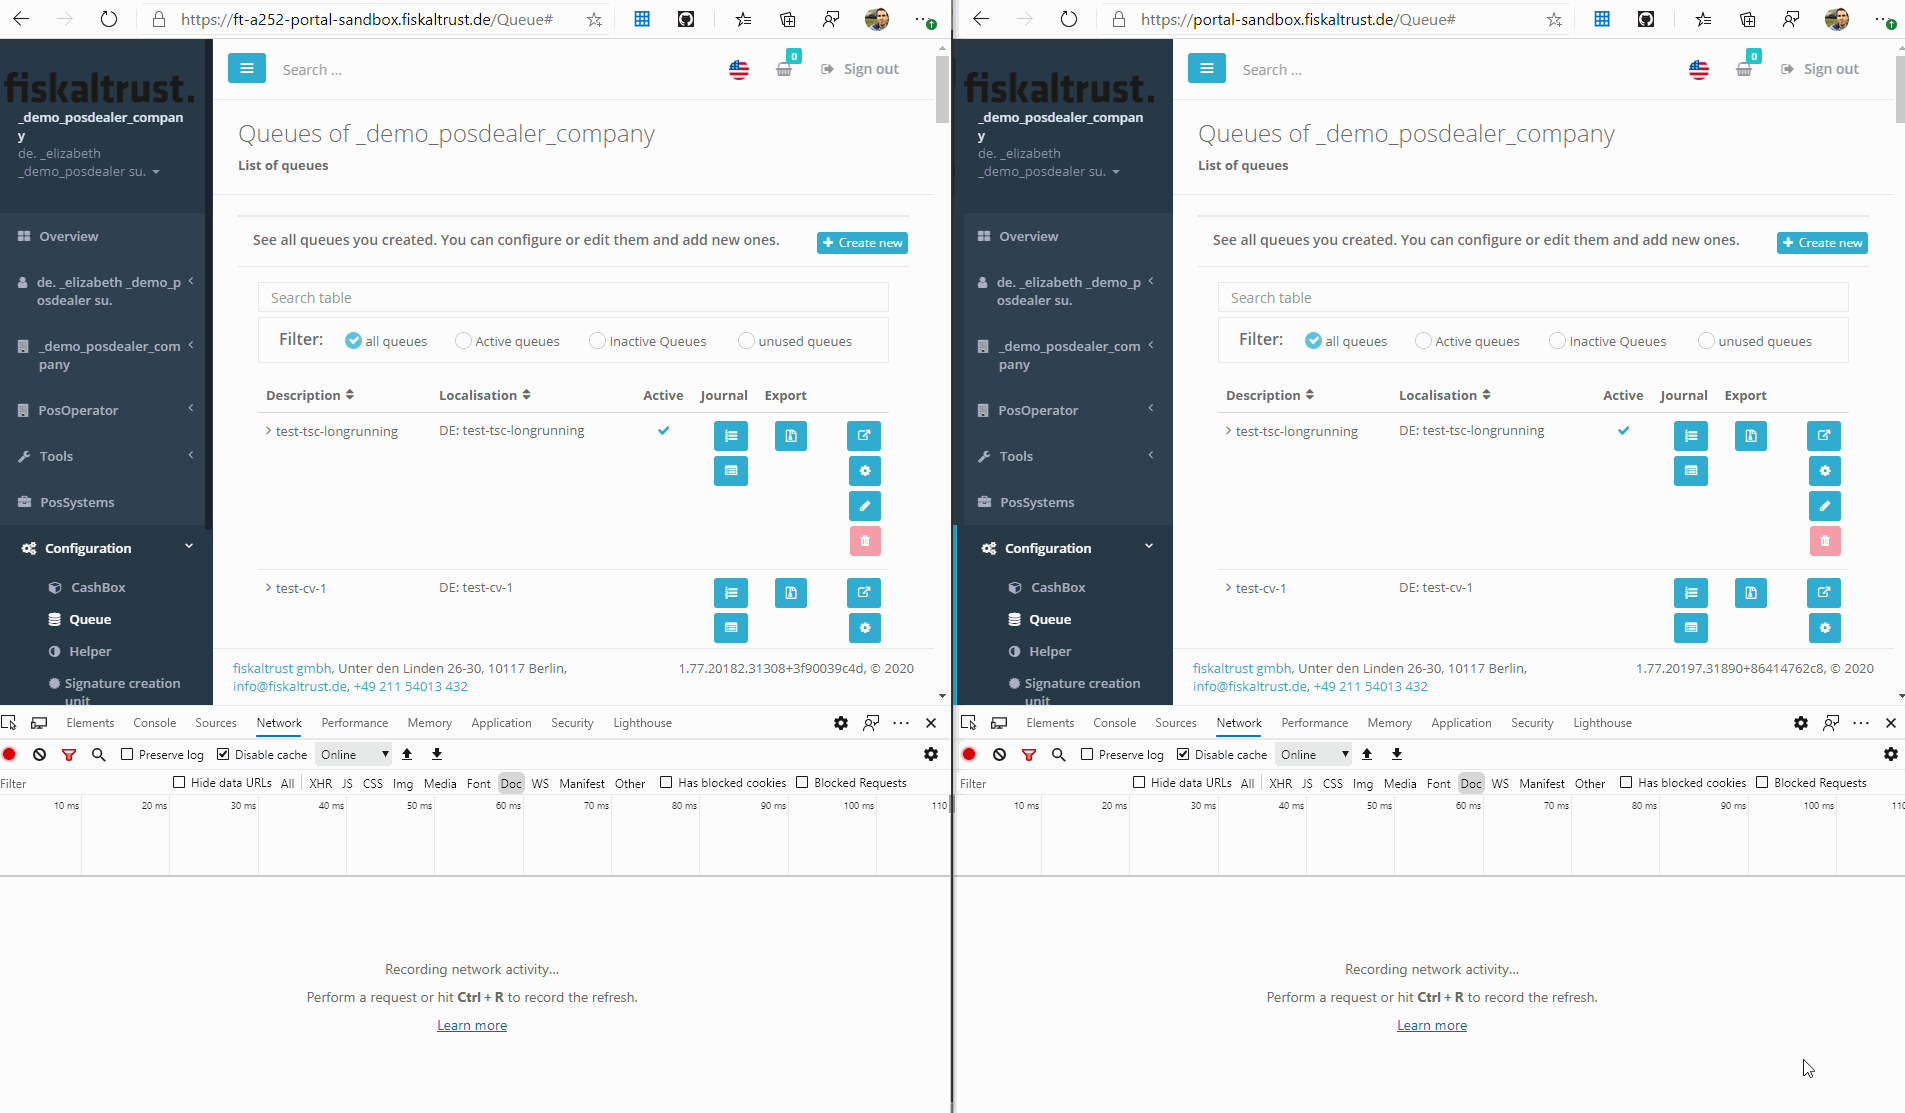 https://ft-a252-portal-sandbox.fiskaltrust.de/Queue#
fiskaltrust.
_demo_posdealer_compan
y
de. _elizabeth
_demo_posdealer su.
Overview
de. _elizabeth _demo_p
osdealer su.
_demo_posdealer_com
pany
PosOperator
Tools
PosSystems
Configuration
CashBox
Queue
Helper
Signature creation
unit
Search ...
0
Sign out
Queues of _demo_posdealer_company
List of queues
See all queues you created. You can configure or edit them and add new ones.
Create new
Search table
Filter: all queues Active queues Inactive Queues unused queues
Description Localisation Active Journal Export
test-tsc-longrunning DE: test-tsc-longrunning
test-cv-1 DE: test-cv-1
fiskaltrust gmbh, Unter den Linden 26-30, 10117 Berlin,
info@fiskaltrust.de, +49 211 54013 432
1.77.20182.31308+3f90039c4d, © 2020
Elements Console Sources Network Performance Memory Application Security Lighthouse
Preserve log Disable cache Online
Filter Hide data URLs All XHR JS CSS Img Media Font Doc WS Manifest Other Has blocked cookies Blocked Requests
10 ms 20 ms 30 ms 40 ms 50 ms 60 ms 70 ms 80 ms 90 ms 100 ms 110
Recording network activity...
Perform a request or hit Ctrl + R to record the refresh.
Learn more
https://portal-sandbox.fiskaltrust.de/Queue#
fiskaltrust.
_demo_posdealer_compan
y
de. _elizabeth
_demo_posdealer su.
Overview
de. _elizabeth _demo_p
osdealer su.
_demo_posdealer_com
pany
PosOperator
Tools
PosSystems
Configuration
CashBox
Queue
Helper
Signature creation
unit
Search ...
0
Sign out
Queues of _demo_posdealer_company
List of queues
See all queues you created. You can configure or edit them and add new ones.
Create new
Search table
Filter: all queues Active queues Inactive Queues unused queues
Description Localisation Active Journal Export
test-tsc-longrunning DE: test-tsc-longrunning
test-cv-1 DE: test-cv-1
fiskaltrust gmbh, Unter den Linden 26-30, 10117 Berlin,
info@fiskaltrust.de, +49 211 54013 432
1.77.20197.31890+86414762c8, © 2020
Elements Console Sources Network Performance Memory Application Security Lighthouse
Preserve log Disable cache Online
Filter Hide data URLs All XHR JS CSS Img Media Font Doc WS Manifest Other Has blocked cookies Blocked Requests
10 ms 20 ms 30 ms 40 ms 50 ms 60 ms 70 ms 80 ms 90 ms 100 ms 110
Recording network activity...
Perform a request or hit Ctrl + R to record the refresh.
Learn more